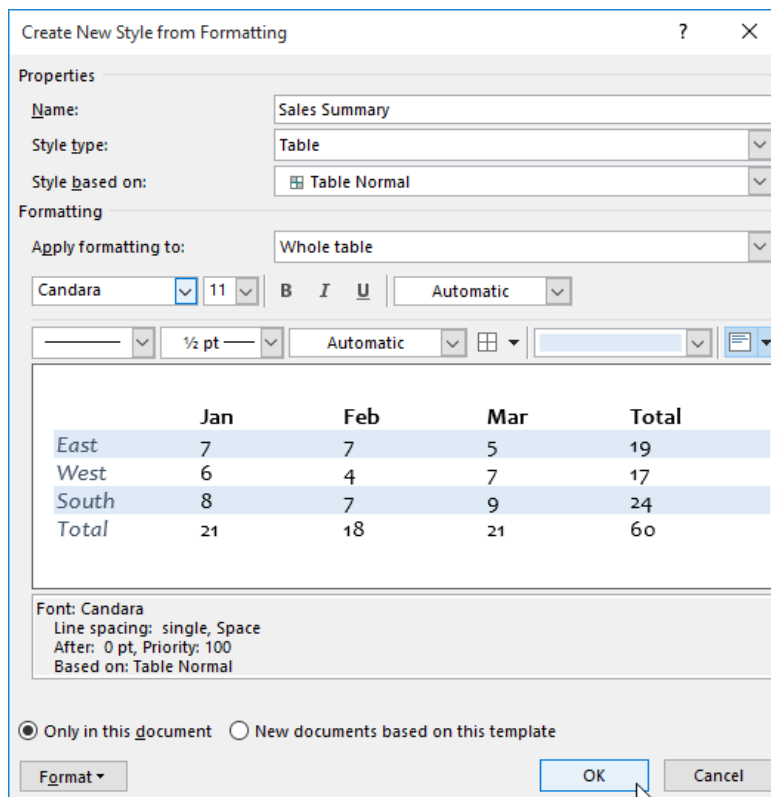 Create New Style from Formatting ?
Properties
Name: Sales Summary
Style type: Table
Style based on: Table Normal
Formatting
Apply formatting to: Whole table
Candara 11 B I U Automatic
½ pt Automatic
Jan Feb Mar Total
East 7 7 5 19
West 6 4 7 17
South 8 7 9 24
Total 21 18 21 60
Font: Candara
Line spacing: single, Space
After: 0 pt, Priority: 100
Based on: Table Normal
Only in this document New documents based on this template
Format OK Cancel